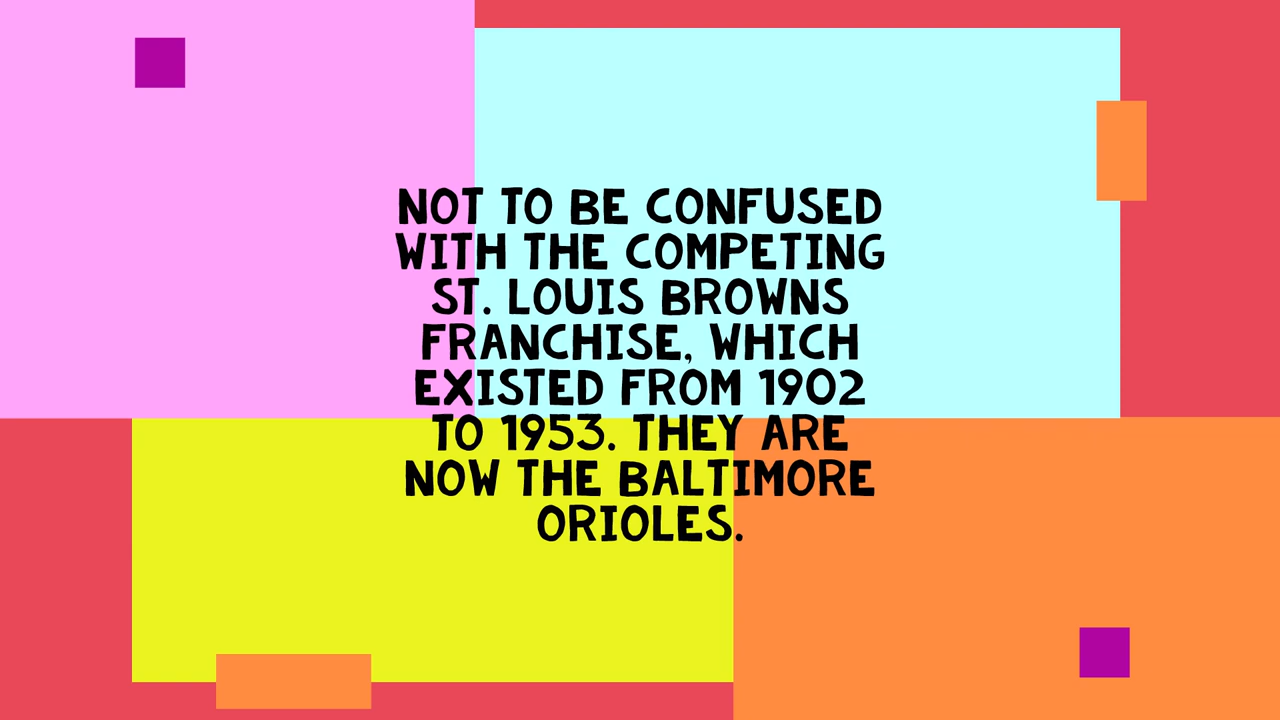 NOT TO BE CONFUSED
WITH THE COMPETING
ST. LOUIS BROWNS
FRANCHISE, WHICH
EXISTED FROM 1902
TO 1953. THEY ARE
NOW THE BALTIMORE
ORIOLES.